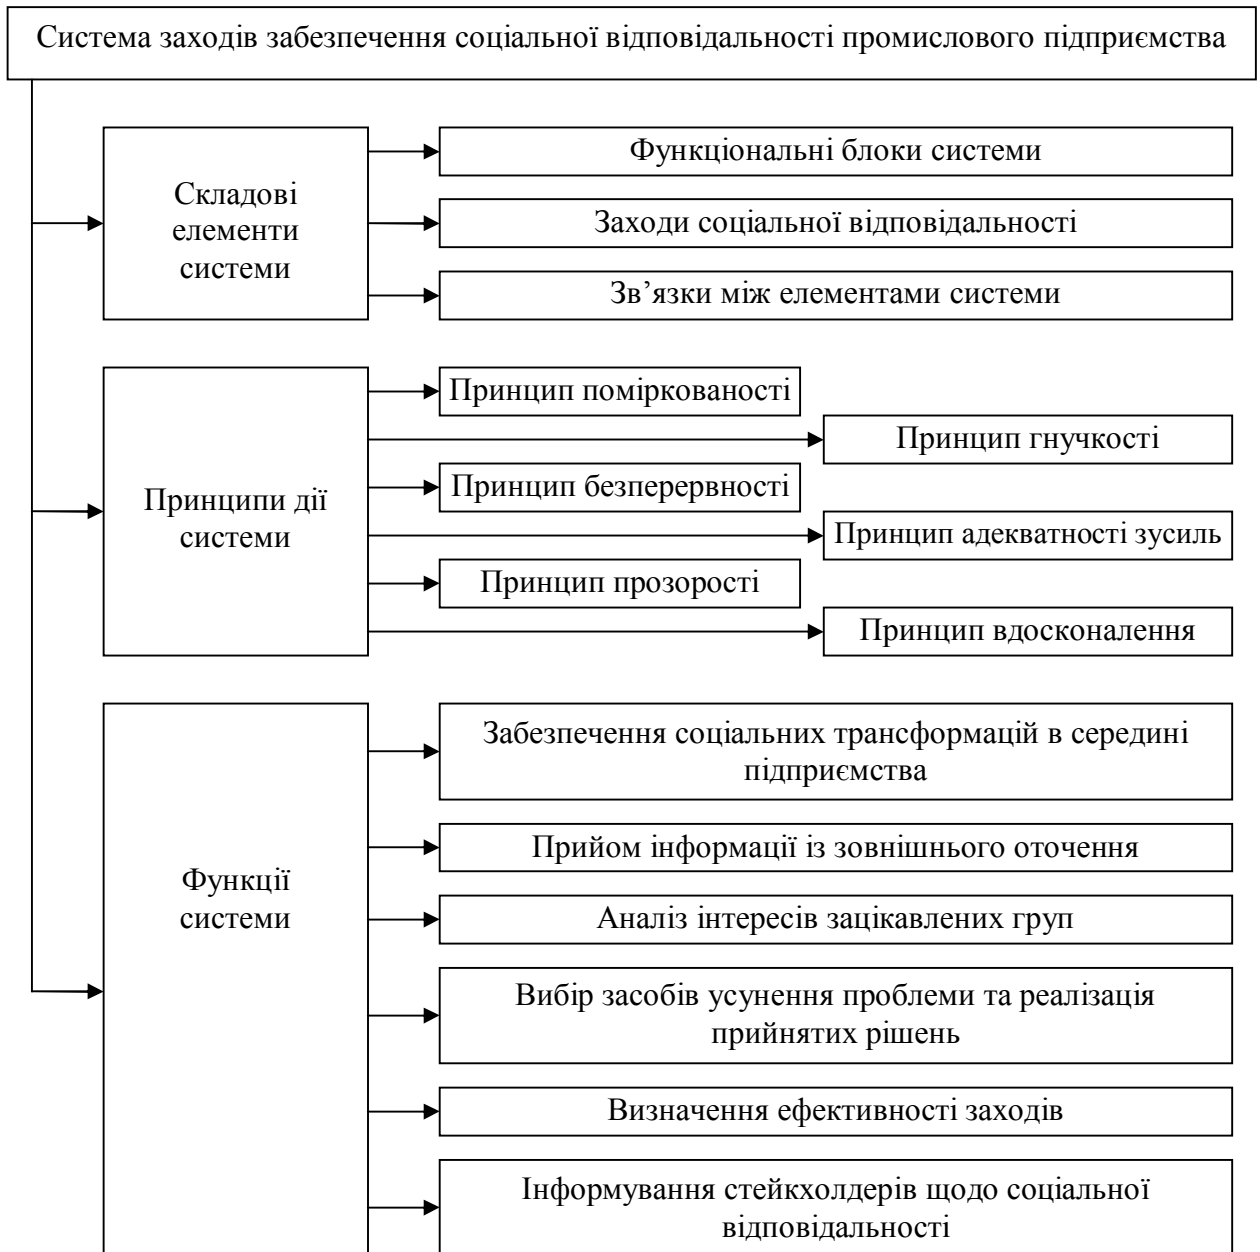 Система заходів забезпечення соціальної відповідальності промислового підприємства
Складові
елементи
системи
Функціональні блоки системи
Заходи соціальної відповідальності
Зв’язки між елементами системи
Принципи дії
системи
Принцип поміркованості
Принцип гнучкості
Принцип безперервності
Принцип адекватності зусиль
Принцип прозорості
Принцип вдосконалення
Функції
системи
Забезпечення соціальних трансформацій в середині
підприємства
Прийом інформації із зовнішнього оточення
Аналіз інтересів зацікавлених груп
Вибір засобів усунення проблеми та реалізація
прийнятих рішень
Визначення ефективності заходів
Інформування стейкхолдерів щодо соціальної
відповідальності